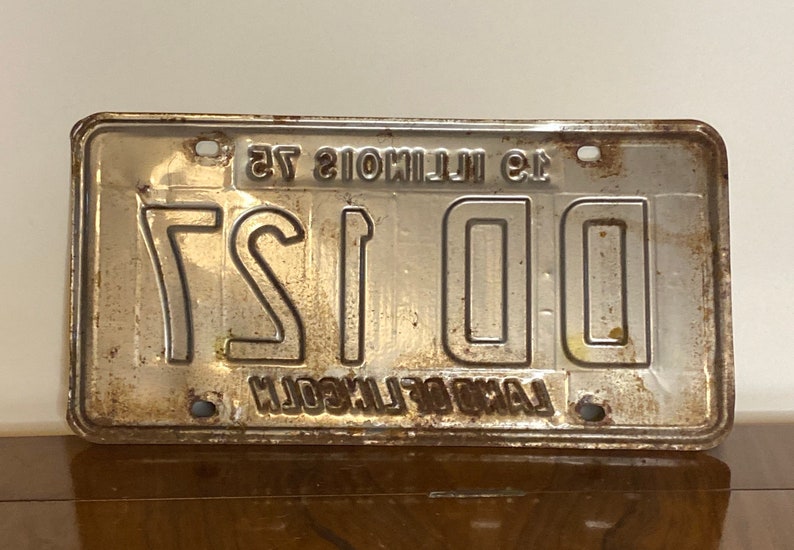 19 ILLINOIS 75
DD 127
LAND OF LINCOLN